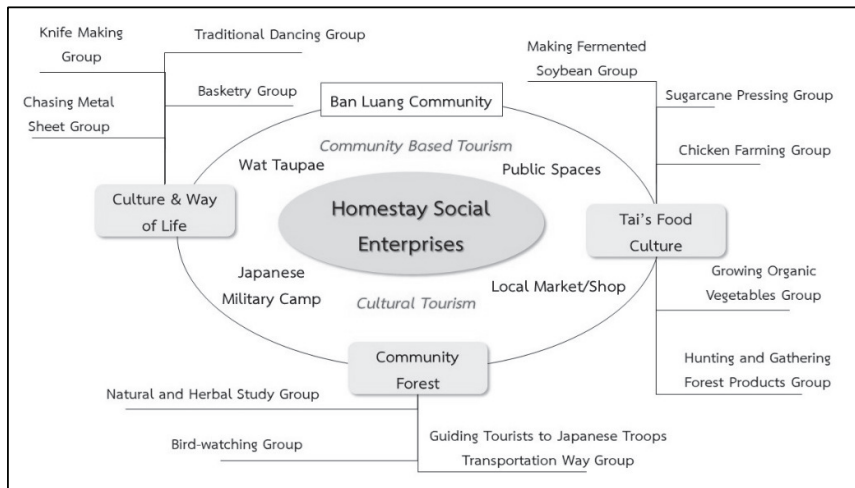 Knife Making
Group
Traditional Dancing Group
Chasing Metal
Sheet Group
Basketry Group
Making Fermented
Soybean Group
Sugarcane Pressing Group
Chicken Farming Group
Ban Luang Community
Community Based Tourism
Wat Taupae
Public Spaces
Culture & Way
of Life
Homestay Social
Enterprises
Tai's Food
Culture
Japanese
Military Camp
Cultural Tourism
Local Market/Shop
Growing Organic
Vegetables Group
Hunting and Gathering
Forest Products Group
Community
Forest
Natural and Herbal Study Group
Bird-watching Group
Guiding Tourists to Japanese Troops
Transportation Way Group